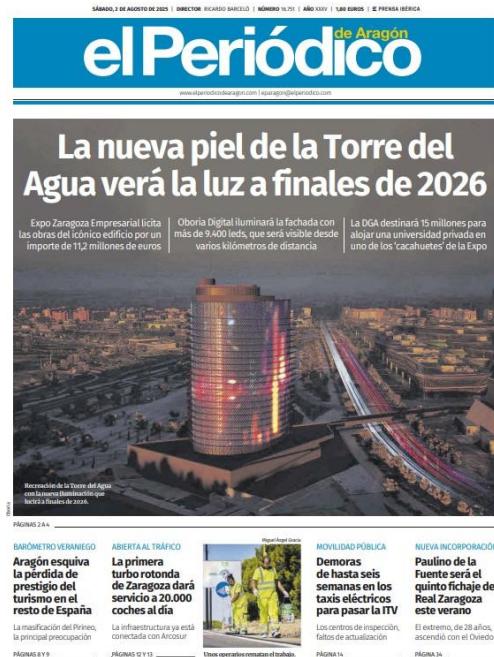 SÁBADO, 2 DE AGOSTO DE 2025 | DIRECTOR RICARDO BARCELÓ | NÚMERO 16.751 | AÑO XXXV | 1,80 EUROS | PRENSA IBÉRICA
el Periódico
de Aragón
www.elperiodicodearagon.com | eparagon@elperiodico.com
La nueva piel de la Torre del
Agua verá la luz a finales de 2026
Expo Zaragoza Empresarial licita
las obras del icónico edificio por un
importe de 11,2 millones de euros
Oboria Digital iluminará la fachada con
más de 9.400 leds, que será visible desde
varios kilómetros de distancia
La DGA destinará 15 millones para
alojar una universidad privada en
uno de los ‘cacahuetes’ de la Expo
Recreación de la Torre del Agua
con la nueva iluminación que
lucirá a finales de 2026.
PÁGINAS 2 A 4
BARÓMETRO VERANIEGO
Aragón esquiva
la pérdida de
prestigio del
turismo en el
resto de España
La masificación del Pirineo,
la principal preocupación
PÁGINAS 8 Y 9
ABIERTA AL TRÁFICO
La primera
turbo rotonda
de Zaragoza dará
servicio a 20.000
coches al día
La infraestructura ya está
conectada con Arcosur
PÁGINAS 12 Y 13
Miguel Ángel Gracia
Unos operarios rematan el trabajo.
MOVILIDAD PÚBLICA
Demoras
de hasta seis
semanas en los
taxis eléctricos
para pasar la ITV
Los centros de inspección,
faltos de actualización
PÁGINA 14
NUEVA INCORPORACIÓN
Paulino de la
Fuente será el
quinto fichaje del
Real Zaragoza
este verano
El extremo, de 28 años,
ascendió con el Oviedo
PÁGINA 34